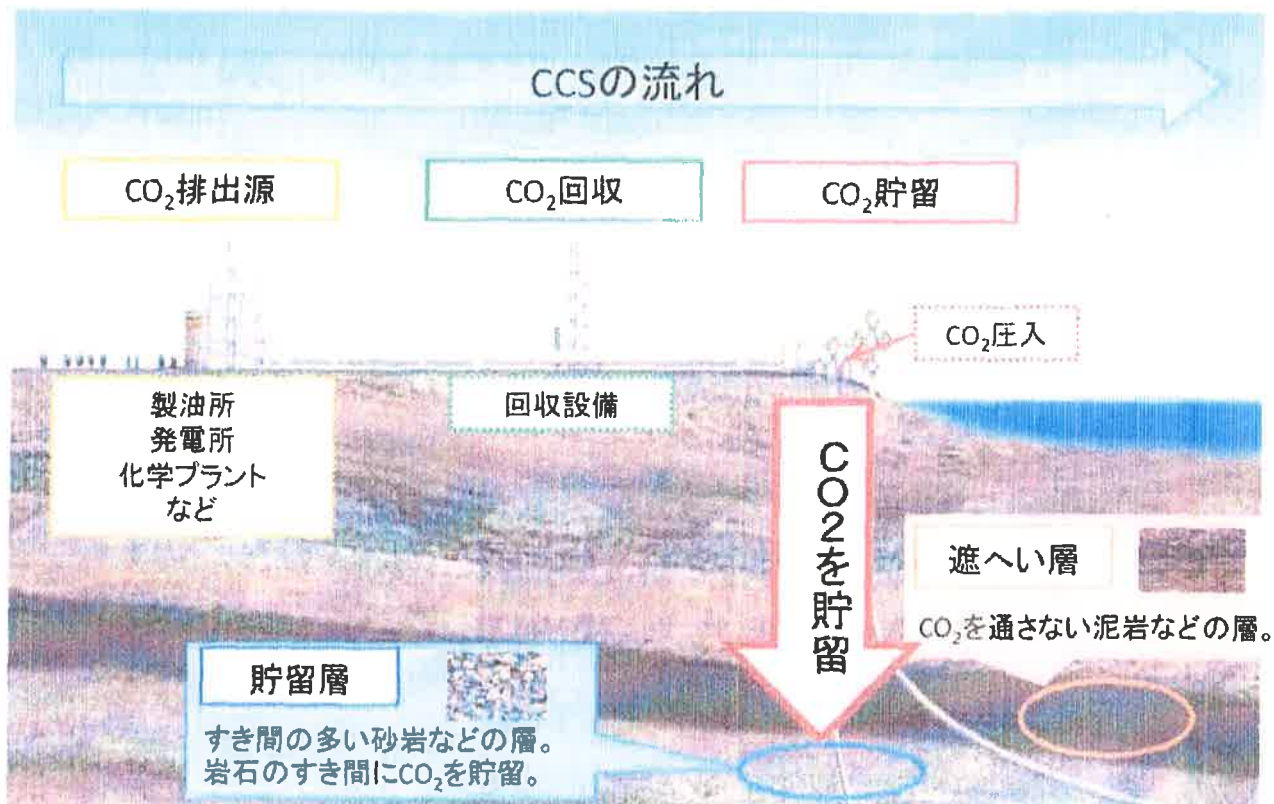 CCSの流れ
CO₂排出源
CO₂回収
CO₂貯留
CO₂圧入
製油所
発電所
化学プラント
など
回収設備
CO2を貯留
遮へい層
CO₂を通さない泥岩などの層。
貯留層
すき間の多い砂岩などの層。
岩石のすき間にCO₂を貯留。